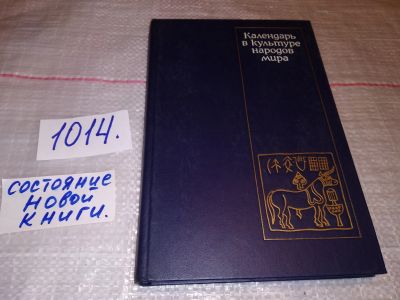 Календарь
в культуре
народов
мира
1014.
состояние
новой
книги.